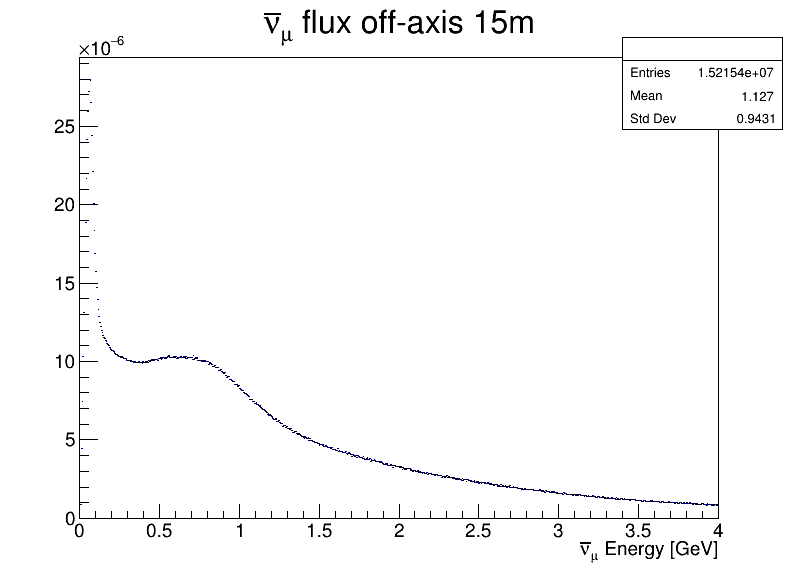 ν̅μ flux off-axis 15m
×10⁻⁶
Entries 1.52154e+07
Mean 1.127
Std Dev 0.9431
25
20
15
10
5
0
0 0.5 1 1.5 2 2.5 3 3.5 4
ν̅μ Energy [GeV]